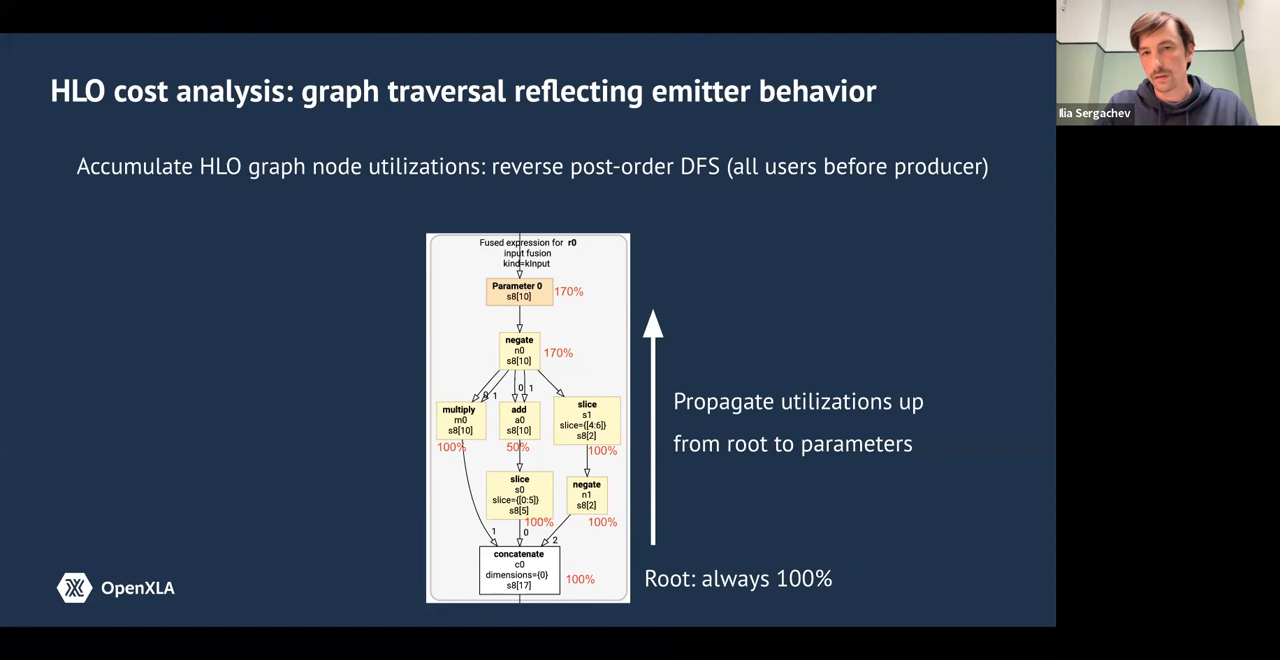 HLO cost analysis: graph traversal reflecting emitter behavior
Ilia Sergachev
Accumulate HLO graph node utilizations: reverse post-order DFS (all users before producer)
Fused expression for r0
input fusion
kind=kInput
Parameter 0
s8[10]
170%
negate
n0
s8[10]
170%
0 1
0 1
multiply
m0
s8[10]
100%
add
a0
s8[10]
50%
slice
s1
slice={[4:6]}
s8[2]
100%
slice
s0
slice={[0:5]}
s8[5]
100%
negate
n1
s8[2]
100%
1
0
2
concatenate
c0
dimensions={0}
s8[17]
100%
Propagate utilizations up
from root to parameters
Root: always 100%
OpenXLA